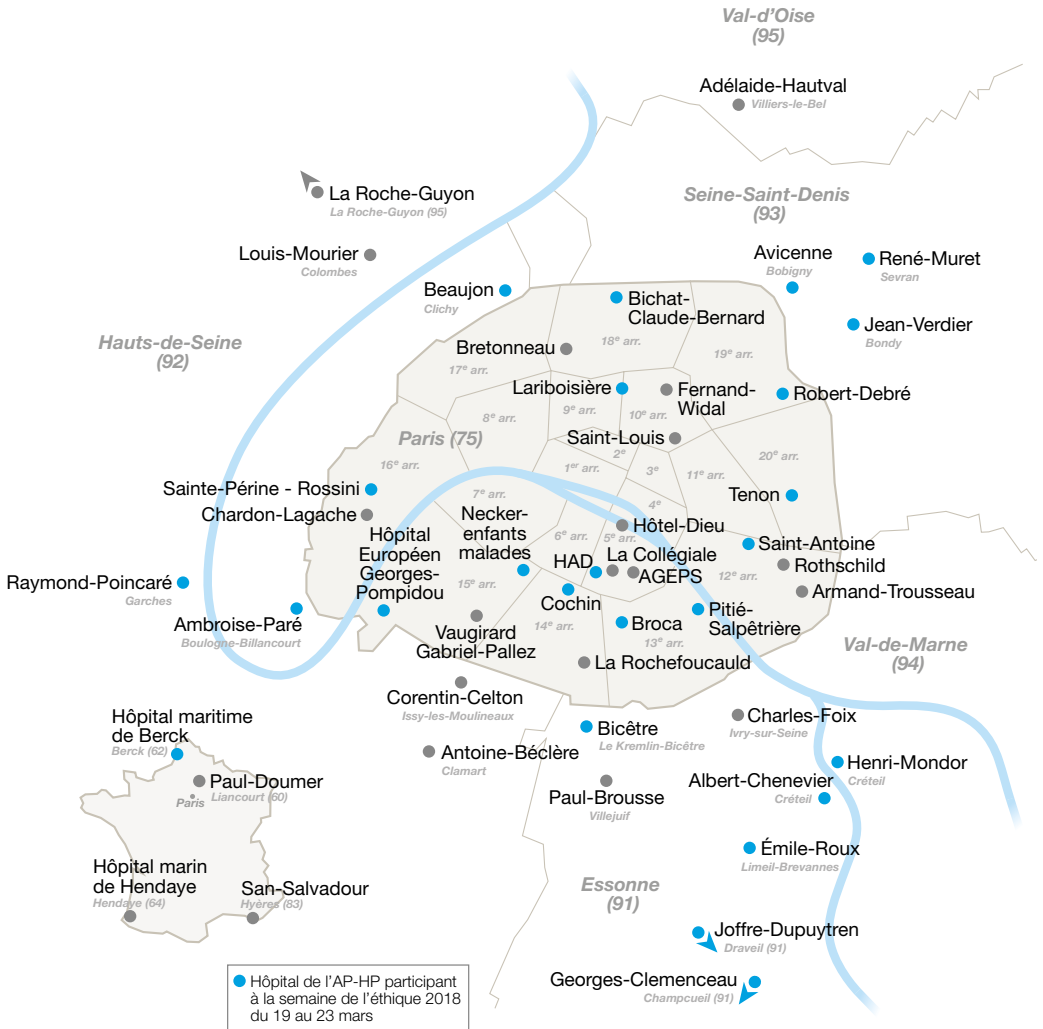 Val-d'Oise
(95)
Adélaide-Hautval
Villiers-le-Bel
La Roche-Guyon
La Roche-Guyon (95)
Seine-Saint-Denis
(93)
Louis-Mourier
Colombes
Avicenne
Bobigny
René-Muret
Sevran
Beaujon
Clichy
Bichat-
Claude-Bernard
Jean-Verdier
Bondy
Hauts-de-Seine
(92)
18e arr.
Bretonneau
17e arr.
19e arr.
Lariboisière
Fernand-
Widal
Robert-Debré
8e arr.
9e arr.
10e arr.
Paris (75)
Saint-Louis
2e
16e arr.
1er arr.
3e
11e arr.
20e arr.
Sainte-Périne - Rossini
7e arr.
Tenon
4e
Chardon-Lagache
Necker-
enfants
malades
Hôtel-Dieu
Hôpital
Européen
Georges-
Pompidou
6e arr.
5e arr.
Saint-Antoine
HAD
La Collégiale
AGEPS
Rothschild
12e arr.
15e arr.
Raymond-Poincaré
Garches
Armand-Trousseau
Cochin
Ambroise-Paré
Boulogne-Billancourt
14e arr.
Broca
Pitié-
Salpêtrière
13e arr.
Vaugirard
Gabriel-Pallez
Val-de-Marne
(94)
La Rochefoucauld
Corentin-Celton
Issy-les-Moulineaux
Hôpital maritime
de Berck
Berck (62)
Bicêtre
Le Kremlin-Bicêtre
Charles-Foix
Ivry-sur-Seine
Antoine-Béclère
Clamart
Henri-Mondor
Créteil
Paul-Doumer
Liancourt (60)
Paris
Albert-Chenevier
Créteil
Paul-Brousse
Villejuif
Émile-Roux
Limeil-Brevannes
Hôpital marin
de Hendaye
Hendaye (64)
San-Salvadour
Hyères (83)
Essonne
(91)
Joffre-Dupuytren
Draveil (91)
Georges-Clemenceau
Champcueil (91)
Hôpital de l'AP-HP participant
à la semaine de l'éthique 2018
du 19 au 23 mars